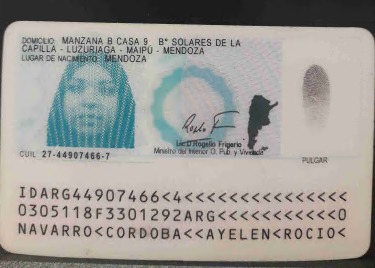 DOMICILIO: MANZANA B CASA 9 Bº SOLARES DE LA
CAPILLA - LUZURIAGA - MAIPÚ - MENDOZA
LUGAR DE NACIMIENTO: MENDOZA
Lic D Rogelio Frigerio
Ministro del Interior O. Pub. y Vivienda
CUIL 27-44907466-7
PULGAR
IDARG44907466<4<<<<<<<<<<<<<<<
0305118F3301292ARG<<<<<<<<<<<0
NAVARRO<CORDOBA<<AYELEN<ROCIO<